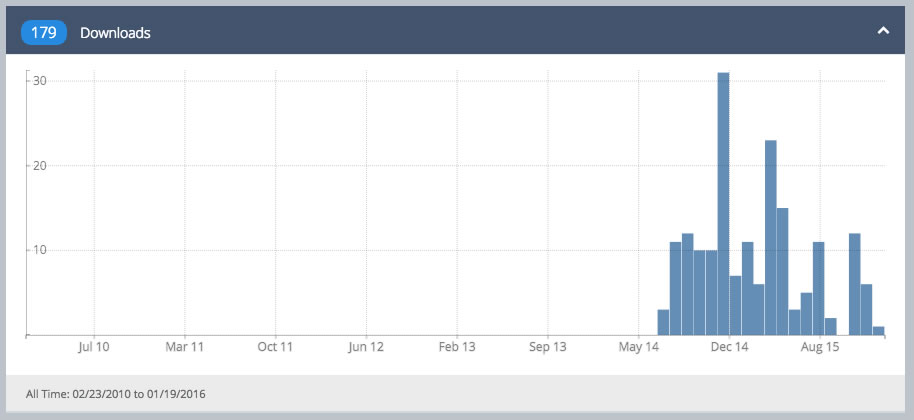 179 Downloads
30
20
10
Jul 10 Mar 11 Oct 11 Jun 12 Feb 13 Sep 13 May 14 Dec 14 Aug 15
All Time: 02/23/2010 to 01/19/2016